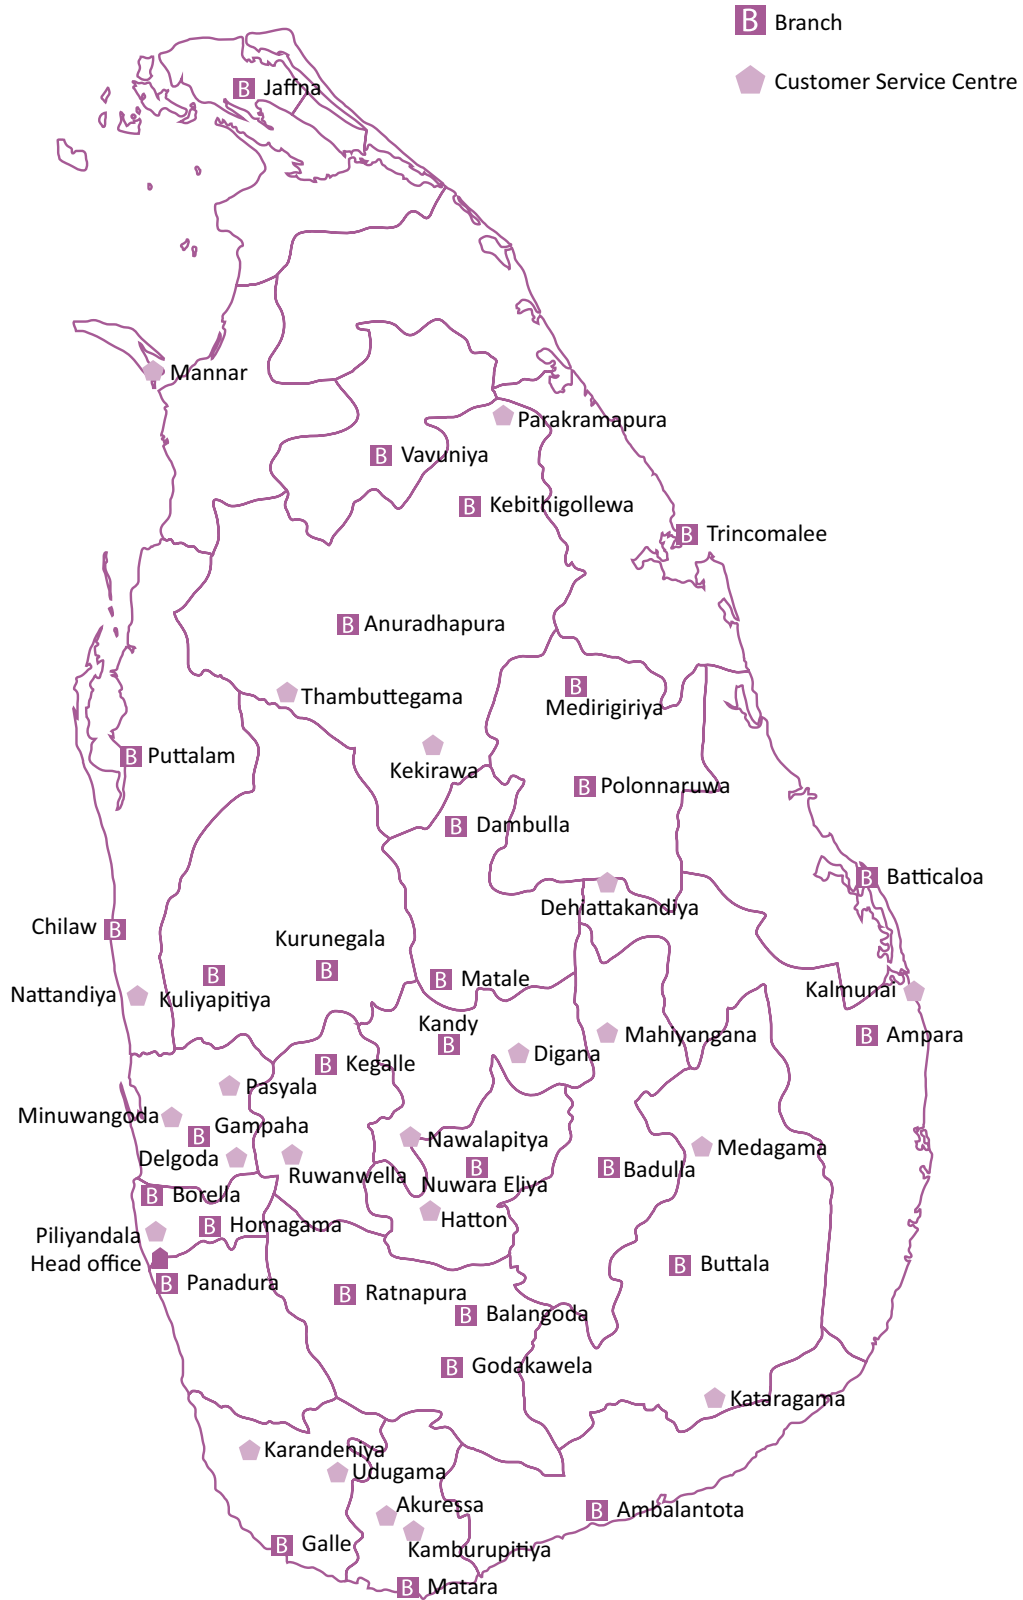 B Branch
Customer Service Centre
B Jaffna
Mannar
Parakramapura
B Vavuniya
B Kebithigollewa
B Trincomalee
B Anuradhapura
B
Medirigiriya
Thambuttegama
Kekirawa
B Puttalam
B Polonnaruwa
B Dambulla
B Batticaloa
Dehiattakandiya
Chilaw B
Kurunegala
B
B
Kuliyapitiya
B Matale
Nattandiya
Kalmunai
Kandy
B
Digana
Mahiyangana
B Ampara
B Kegalle
Pasyala
Minuwangoda
Gampaha
B
Delgoda
Ruwanwella
Nawalapitya
B
Nuwara Eliya
B Badulla
Medagama
B Borella
Hatton
B Homagama
Piliyandala
Head office
B Panadura
B Buttala
B Ratnapura
B Balangoda
B Godakawela
Kataragama
Karandeniya
Udugama
Akuressa
B Ambalantota
B Galle
Kamburupitiya
B Matara